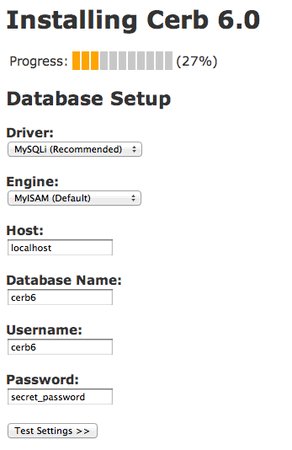 Installing Cerb 6.0
Progress: (27%)
Database Setup
Driver:
MySQLi (Recommended)
Engine:
MyISAM (Default)
Host:
localhost
Database Name:
cerb6
Username:
cerb6
Password:
secret_password
Test Settings >>